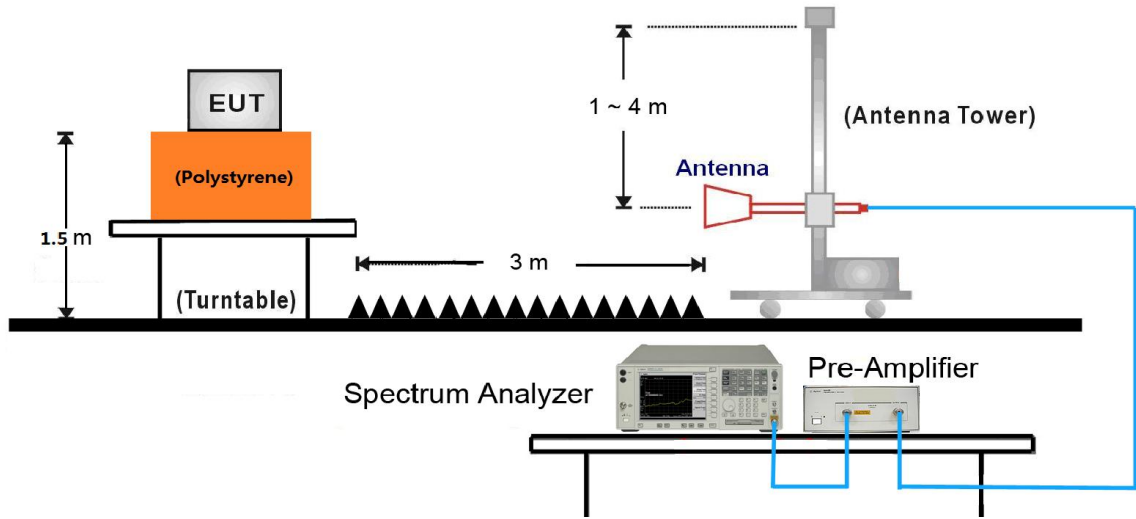 EUT
(Polystyrene)
1.5 m
(Turntable)
3 m
1 ~ 4 m
Antenna
(Antenna Tower)
Spectrum Analyzer
Pre-Amplifier